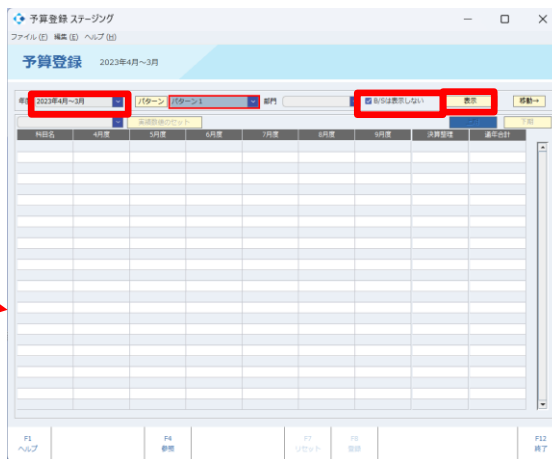 予算登録 ステージング
ファイル(F) 編集(E) ヘルプ(H)
予算登録 2023年4月～3月
年度 2023年4月～3月 パターン パターン1 部門 B/Sは表示しない 表示 移動→
実績数値のセット 上期 下期
科目名 4月度 5月度 6月度 7月度 8月度 9月度 決算整理 通年合計
F1 F4 F7 F8 F12
ヘルプ 参照 リセット 登録 終了